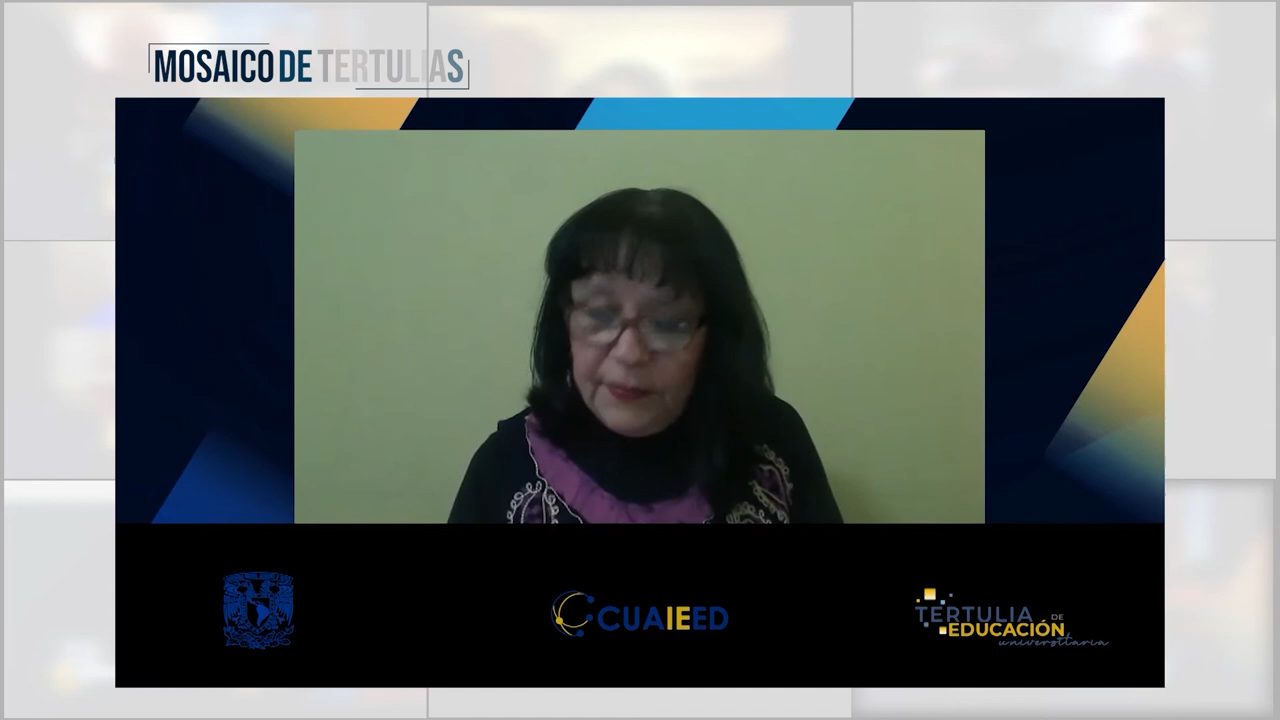 MOSAICO DE TERTULIAS
CUAIEED
TERTULIA DE
EDUCACIÓN
universitaria